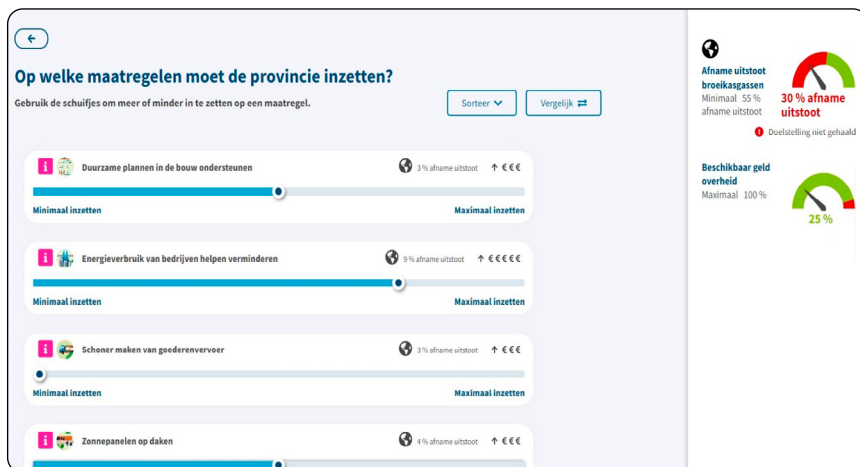 Op welke maatregelen moet de provincie inzetten?
Gebruik de schuifjes om meer of minder in te zetten op een maatregel.
Sorteer
Vergelijk
i Duurzame plannen in de bouw ondersteunen 3 % afname uitstoot ↑ €€€
Minimaal inzetten Maximaal inzetten
i Energieverbruik van bedrijven helpen verminderen 9 % afname uitstoot ↑ €€€€€
Minimaal inzetten Maximaal inzetten
i Schoner maken van goederenvervoer 3 % afname uitstoot ↑ €€€
Minimaal inzetten Maximaal inzetten
i Zonnepanelen op daken 4 % afname uitstoot ↑ €€€
Afname uitstoot
broeikasgassen
Minimaal 55 %
afname uitstoot
30 % afname
uitstoot
! Doelstelling niet gehaald
Beschikbaar geld
overheid
Maximaal 100 %
25 %